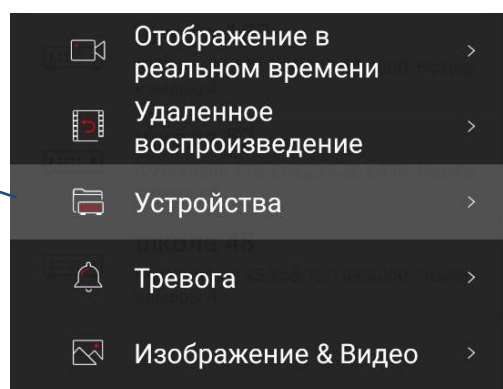 Отображение в
реальном времени
Удаленное
воспроизведение
Устройства
Тревога
Изображение & Видео